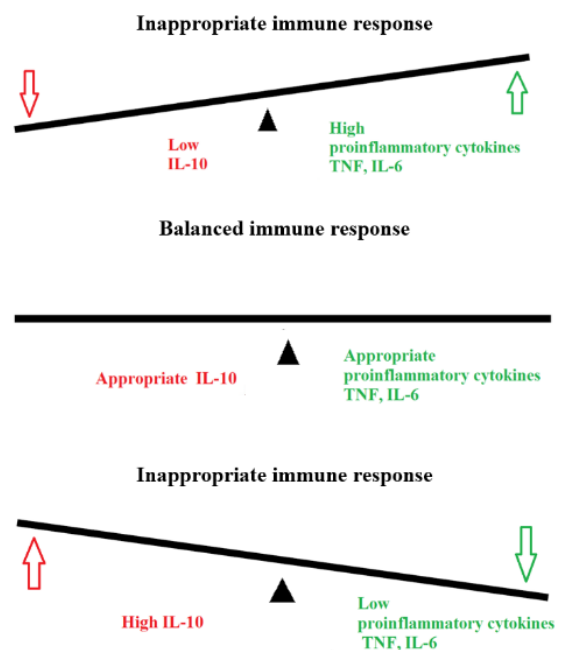 Inappropriate immune response
Low
IL-10
High
proinflammatory cytokines
TNF, IL-6
Balanced immune response
Appropriate IL-10
Appropriate
proinflammatory cytokines
TNF, IL-6
Inappropriate immune response
High IL-10
Low
proinflammatory cytokines
TNF, IL-6